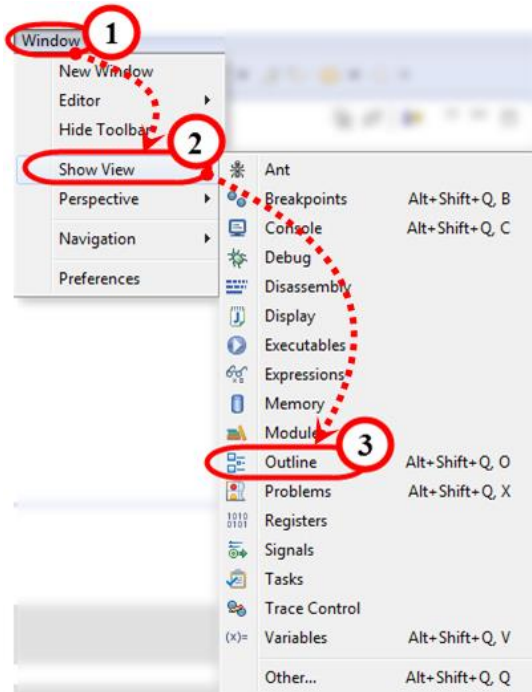 Window
1
New Window
Editor
Hide Toolbar
2
Show View
Perspective
Navigation
Preferences
Ant
Breakpoints Alt+Shift+Q, B
Console Alt+Shift+Q, C
Debug
Disassembly
Display
Executables
Expressions
Memory
Modules
3
Outline Alt+Shift+Q, O
Problems Alt+Shift+Q, X
Registers
Signals
Tasks
Trace Control
Variables Alt+Shift+Q, V
Other... Alt+Shift+Q, Q